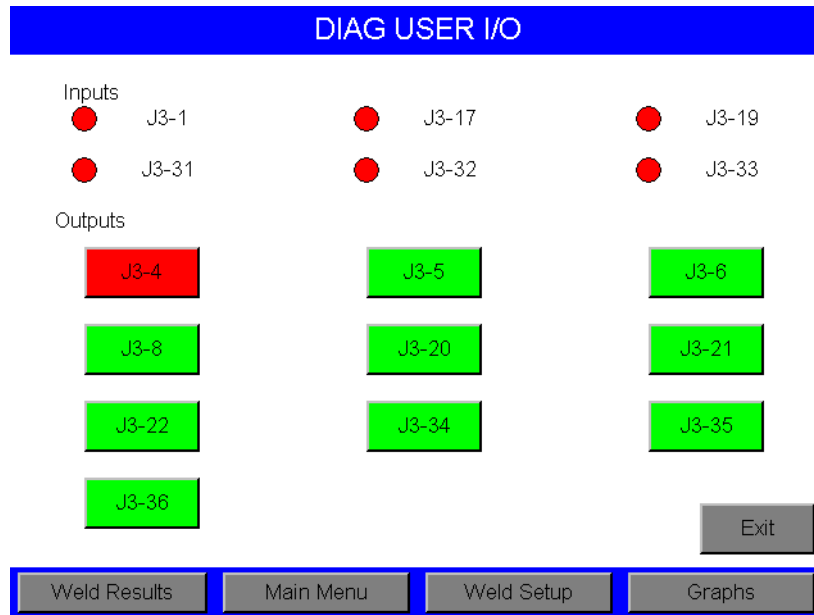 DIAG USER I/O
Inputs
J3-1 J3-17 J3-19
J3-31 J3-32 J3-33
Outputs
J3-4 J3-5 J3-6
J3-8 J3-20 J3-21
J3-22 J3-34 J3-35
J3-36
Exit
Weld Results Main Menu Weld Setup Graphs